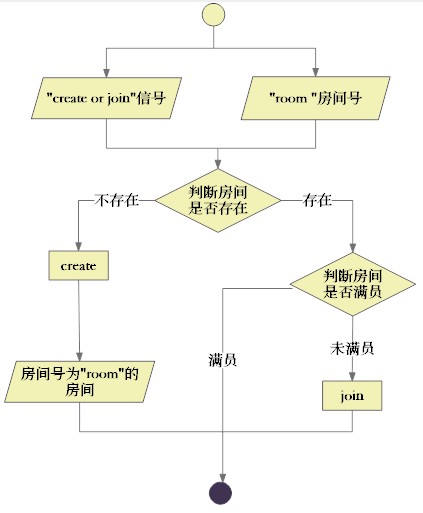 "create or join"信号
"room "房间号
判断房间
是否存在
不存在
存在
create
判断房间
是否满员
满员
未满员
房间号为"room"的
房间
join